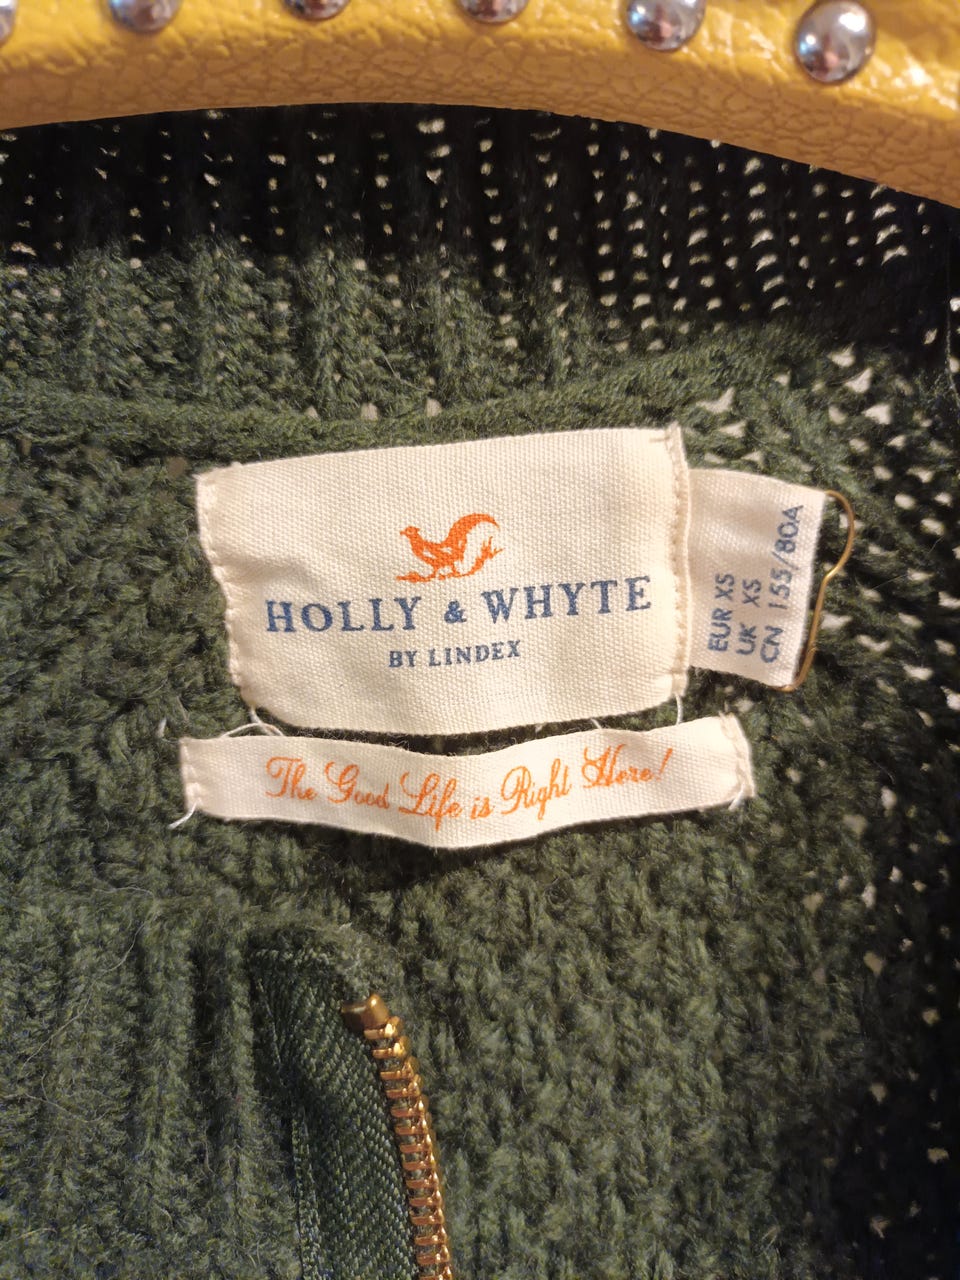 HOLLY & WHYTE
BY LINDEX
EUR XS
UK XS
CN 155/80A
The Good Life is Right Here!